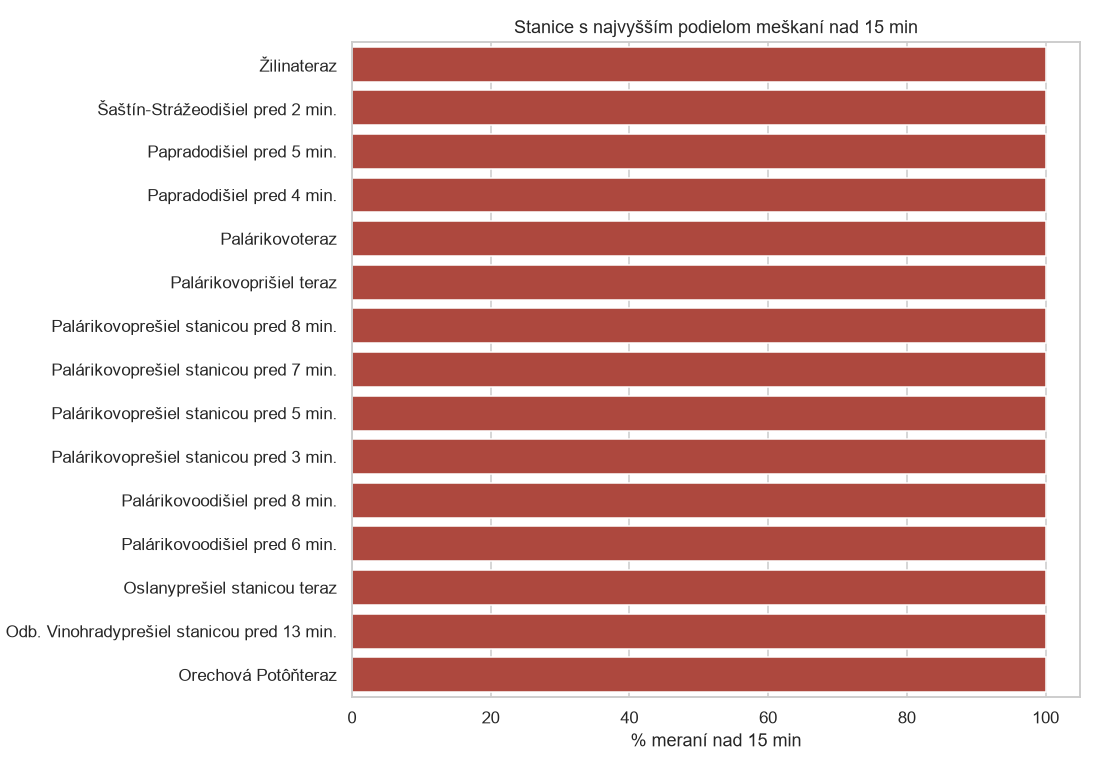 Stanice s najvyšším podielom meškaní nad 15 min
Žilinateraz
Šaštín-Strážeodišiel pred 2 min.
Papradodišiel pred 5 min.
Papradodišiel pred 4 min.
Palárikovoteraz
Palárikovoprišiel teraz
Palárikovoprešiel stanicou pred 8 min.
Palárikovoprešiel stanicou pred 7 min.
Palárikovoprešiel stanicou pred 5 min.
Palárikovoprešiel stanicou pred 3 min.
Palárikovoodišiel pred 8 min.
Palárikovoodišiel pred 6 min.
Oslanyprešiel stanicou teraz
Odb. Vinohradyprešiel stanicou pred 13 min.
Orechová Potôňteraz
0 20 40 60 80 100
% meraní nad 15 min